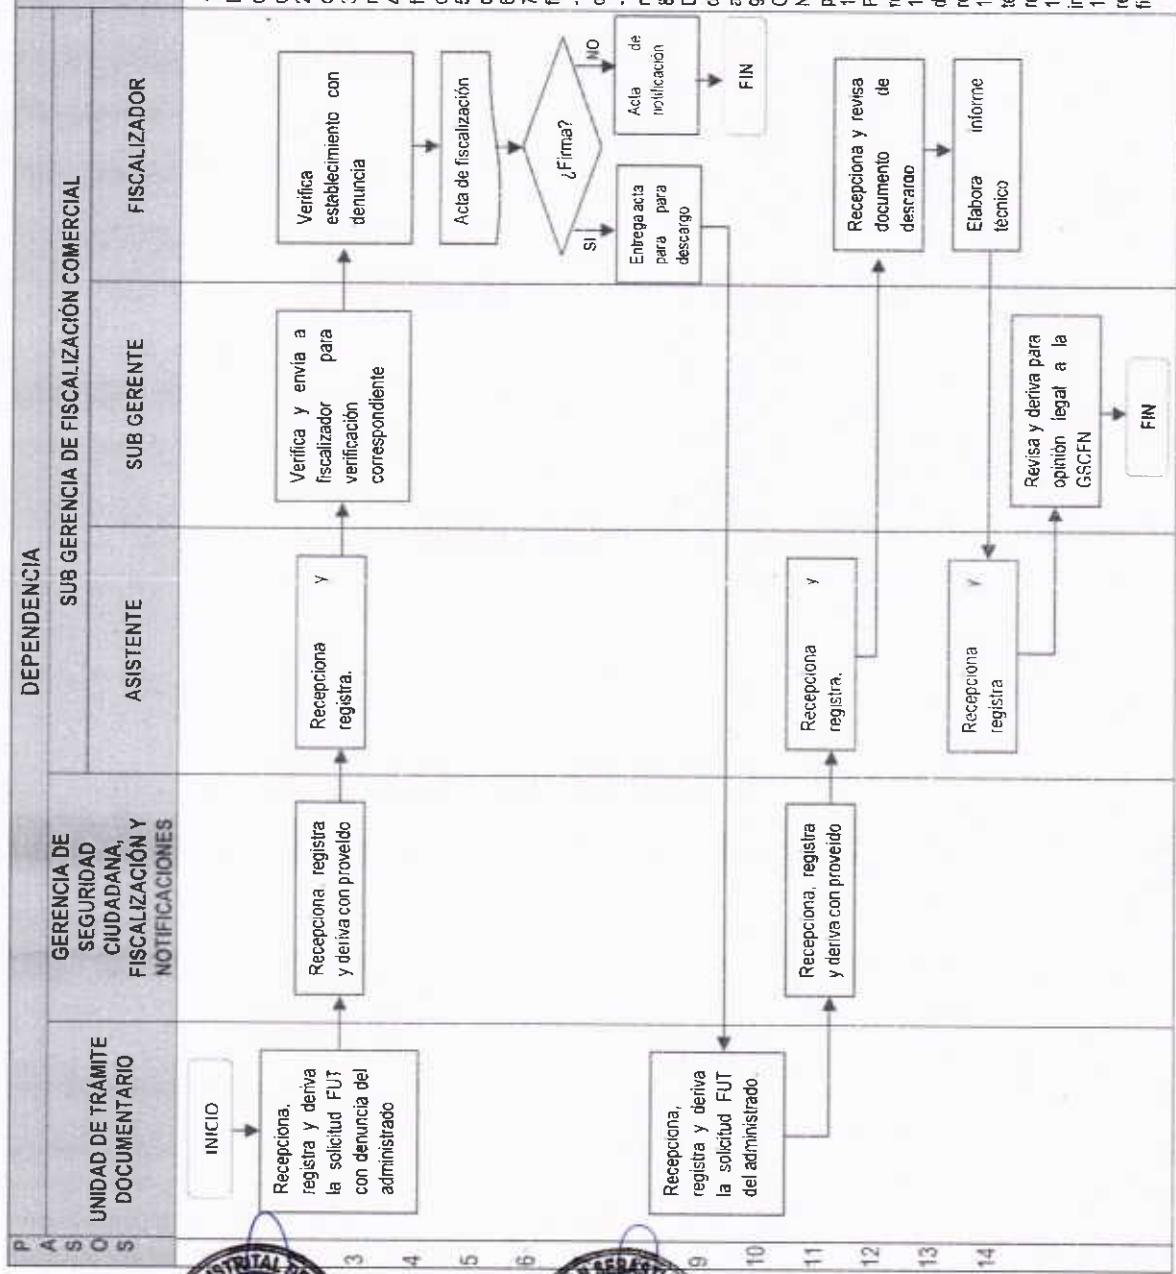 DEPENDENCIA
P
A
S
O
S
UNIDAD DE TRÁMITE
DOCUMENTARIO
GERENCIA DE
SEGURIDAD
CIUDADANA,
FISCALIZACIÓN Y
NOTIFICACIONES
SUB GERENCIA DE FISCALIZACIÓN COMERCIAL
ASISTENTE
SUB GERENTE
FISCALIZADOR
INICIO
Recepciona,
registra y deriva
la solicitud FUT
con denuncia del
administrado
Recepciona, registra
y deriva con proveido
Recepciona y
registra.
Verifica y envía a
fiscalizador para
verificación
correspondiente
Verifica
establecimiento con
denuncia
Acta de fiscalización
¿Firma?
SI
NO
Entrega acta
para para
descargo
Acta de
notificación
FIN
Recepciona,
registra y deriva
la solicitud FUT
del administrado.
Recepciona, registra
y deriva con proveido
Recepciona y
registra.
Recepciona y revisa
documento de
descargo
Elabora informe
técnico
Recepciona y
registra
Revisa y deriva para
opinión legal a la
GSCFN
FIN
3
4
5
6
7
8
9
10
11
12
13
14